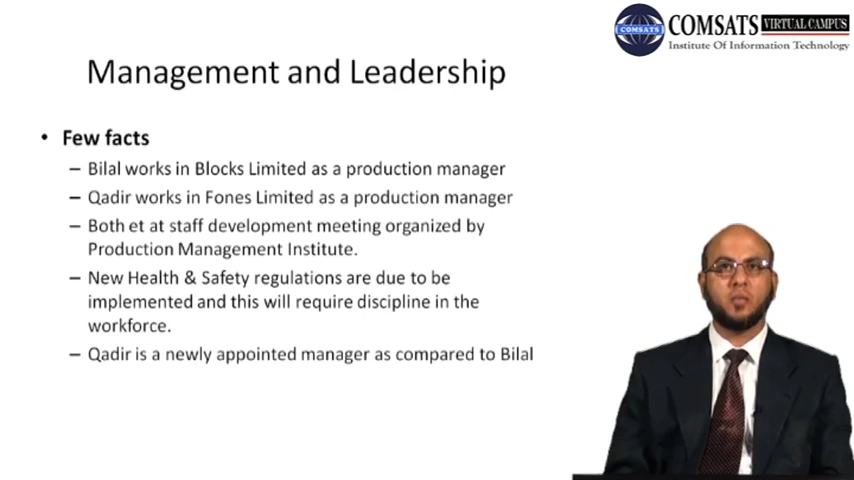 COMSATS VIRTUAL CAMPUS
COMSATS
Institute Of Information Technology
Management and Leadership
• Few facts
– Bilal works in Blocks Limited as a production manager
– Qadir works in Fones Limited as a production manager
– Both et at staff development meeting organized by
Production Management Institute.
– New Health & Safety regulations are due to be
implemented and this will require discipline in the
workforce.
– Qadir is a newly appointed manager as compared to Bilal